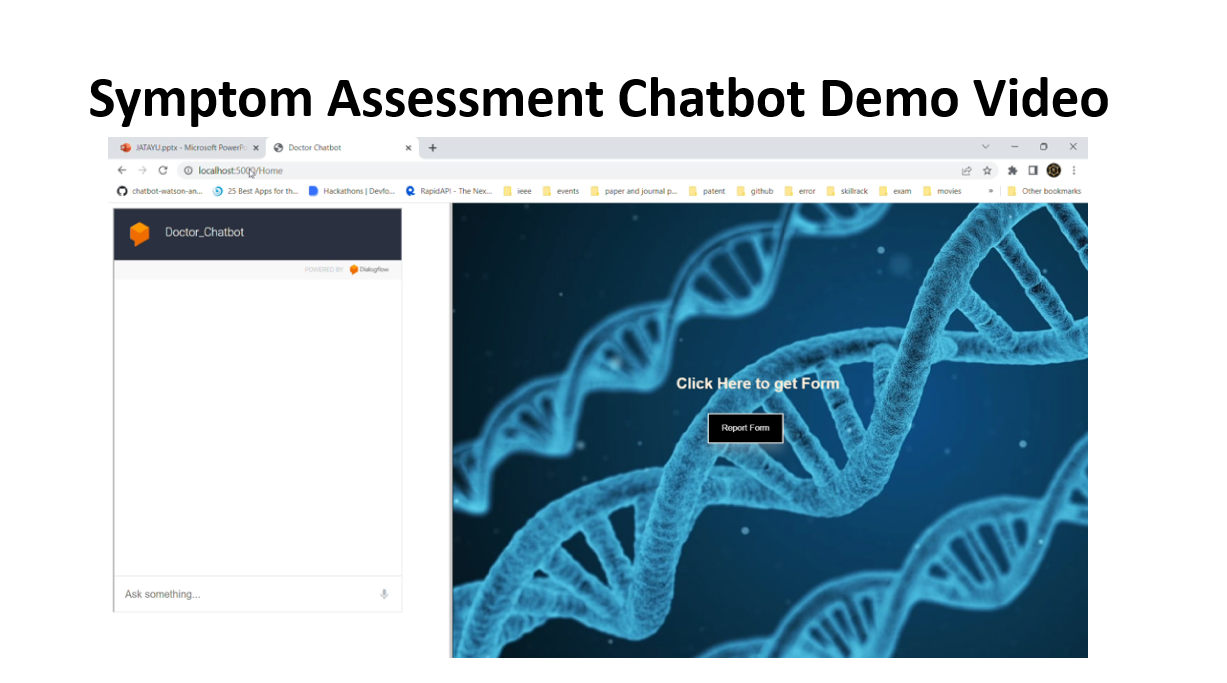 Symptom Assessment Chatbot Demo Video
JATAYU.pptx - Microsoft PowerPo
Doctor Chatbot
localhost:5000/Home
chatbot-watson-an...
25 Best Apps for th...
Hackathons | Devfo...
RapidAPI - The Nex...
ieee
events
paper and journal p...
patent
github
error
skillrack
exam
movies
»
Other bookmarks
Doctor_Chatbot
POWERED BY Dialogflow
Click Here to get Form
Report Form
Ask something...